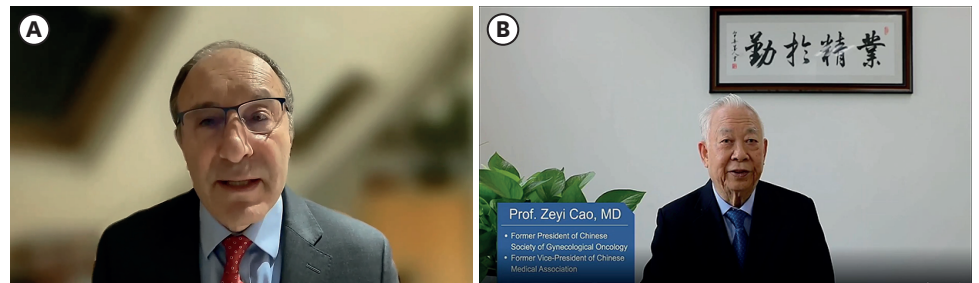 A
B
業精於勤
Prof. Zeyi Cao, MD
• Former President of Chinese
Society of Gynecological Oncology
• Former Vice-President of Chinese
Medical Association